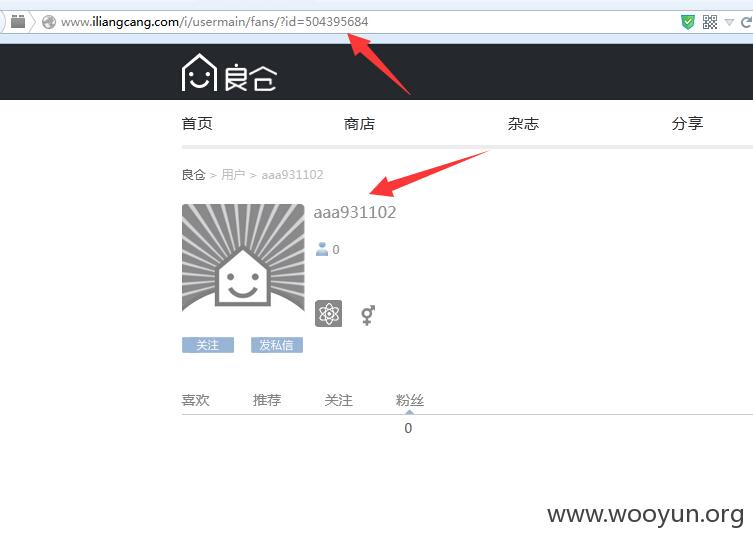 www.iliangcang.com/i/usermain/fans/?id=504395684
良仓
首页 商店 杂志 分享
良仓 > 用户 > aaa931102
aaa931102
0
关注 发私信
喜欢 推荐 关注 粉丝
0
www.wooyun.org